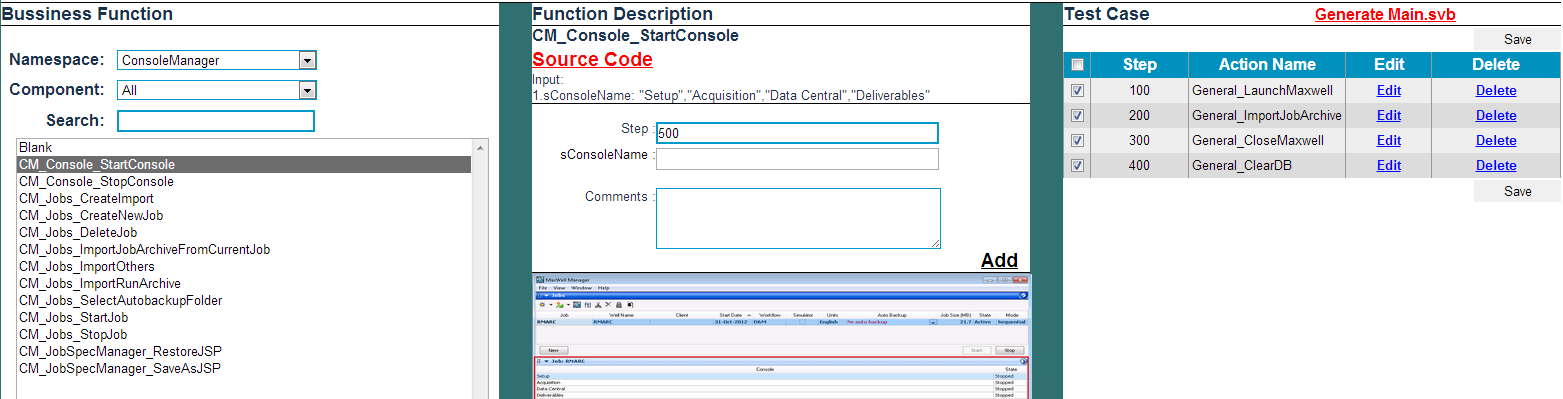 Bussiness Function
Namespace: ConsoleManager
Component: All
Search:
Blank
CM_Console_StartConsole
CM_Console_StopConsole
CM_Jobs_CreateImport
CM_Jobs_CreateNewJob
CM_Jobs_DeleteJob
CM_Jobs_ImportJobArchiveFromCurrentJob
CM_Jobs_ImportOthers
CM_Jobs_ImportRunArchive
CM_Jobs_SelectAutobackupFolder
CM_Jobs_StartJob
CM_Jobs_StopJob
CM_JobSpecManager_RestoreJSP
CM_JobSpecManager_SaveAsJSP
Function Description
CM_Console_StartConsole
Source Code
Input:
1.sConsoleName: "Setup","Acquisition","Data Central","Deliverables"
Step : 500
sConsoleName :
Comments :
Add
MaxWell Manager
File View Window Help
Jobs
Job Well Name Client Start Date Workflow Simulator Units Auto Backup Job Size (MB) State Mode
RMARC RMARC 31-Oct-2012 D&M English No auto backup 21.7 Active Sequential
New Start Stop
Job: RMARC
Console State
Setup Stopped
Acquisition Stopped
Data Central Stopped
Deliverables Stopped
Test Case Generate Main.svb
Save
Step Action Name Edit Delete
100 General_LaunchMaxwell Edit Delete
200 General_ImportJobArchive Edit Delete
300 General_CloseMaxwell Edit Delete
400 General_ClearDB Edit Delete
Save